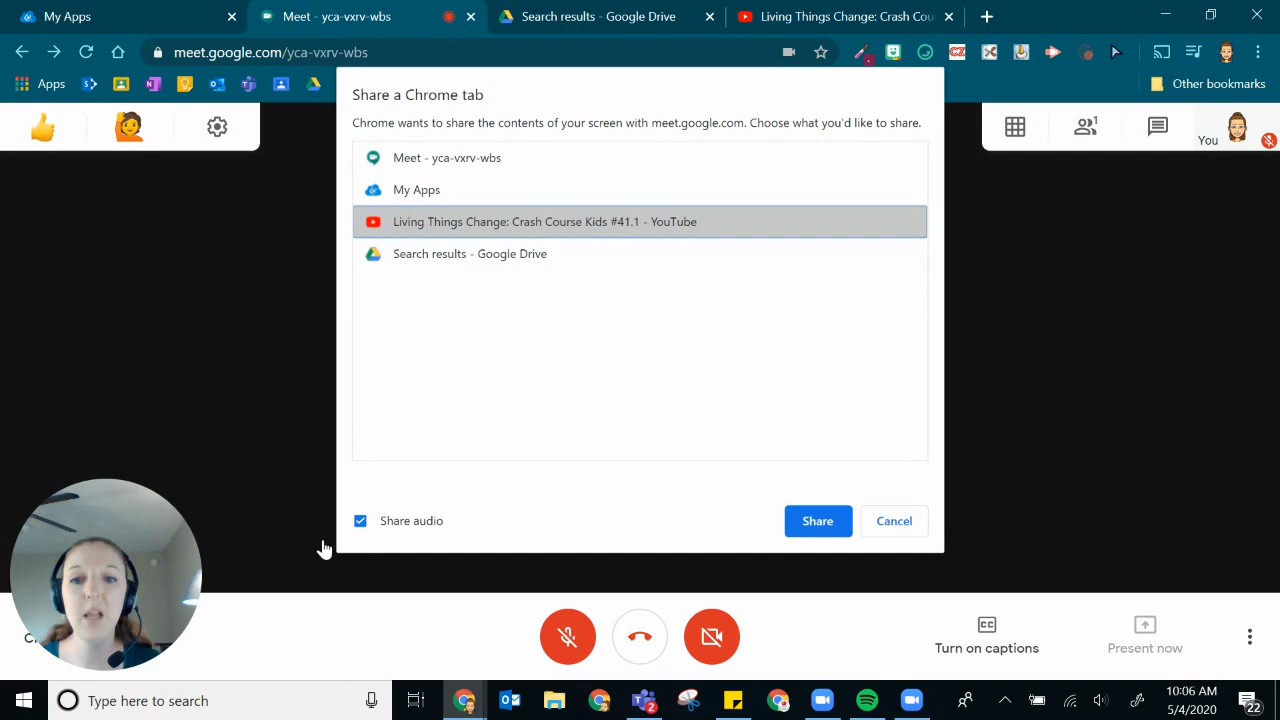 My Apps
Meet - yca-vxrv-wbs
Search results - Google Drive
Living Things Change: Crash Cou
meet.google.com/yca-vxrv-wbs
Apps
Other bookmarks
Share a Chrome tab
Chrome wants to share the contents of your screen with meet.google.com. Choose what you'd like to share.
Meet - yca-vxrv-wbs
My Apps
Living Things Change: Crash Course Kids #41.1 - YouTube
Search results - Google Drive
1
You
Share audio
Share
Cancel
CC
Turn on captions
Present now
Type here to search
2
10:06 AM
5/4/2020
22